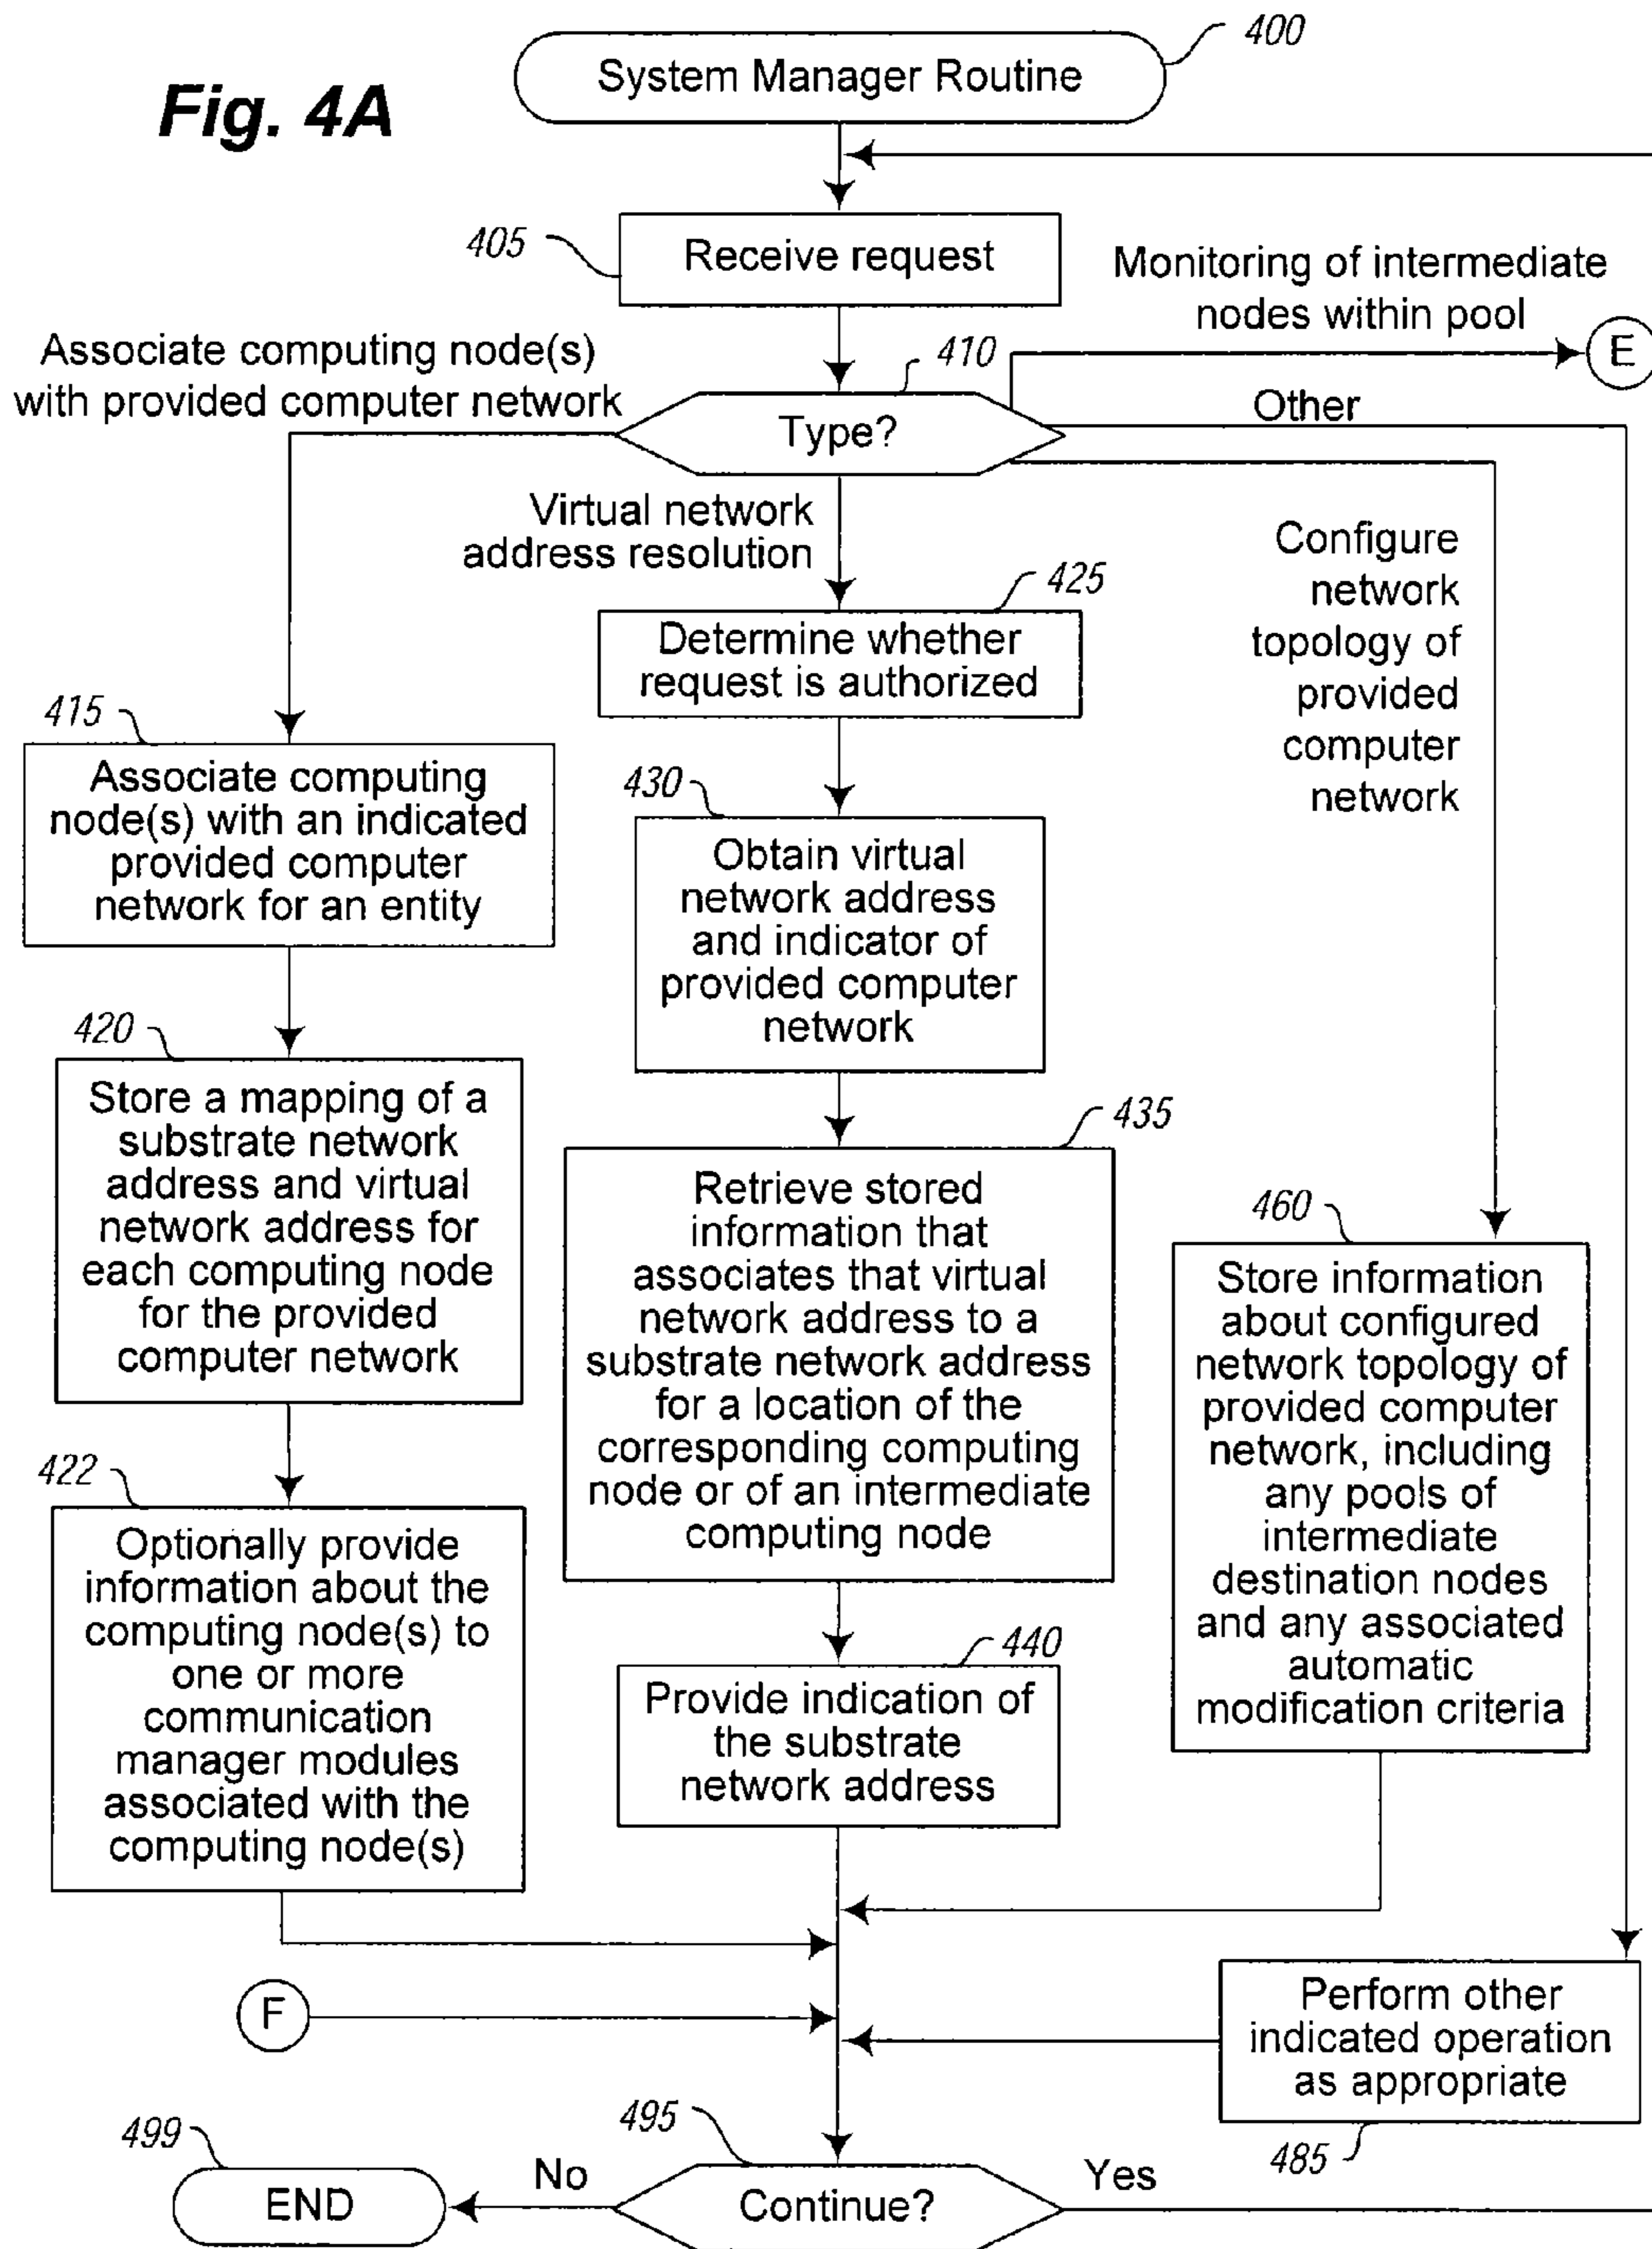 Fig. 4A
System Manager Routine
400
405
Receive request
Monitoring of intermediate
nodes within pool
E
Associate computing node(s)
with provided computer network
410
Type?
Other
Virtual network
address resolution
Configure
network
topology of
provided
computer
network
425
Determine whether
request is authorized
415
Associate computing
node(s) with an indicated
provided computer
network for an entity
430
Obtain virtual
network address
and indicator of
provided computer
network
420
Store a mapping of a
substrate network
address and virtual
network address for
each computing node
for the provided
computer network
435
Retrieve stored
information that
associates that virtual
network address to a
substrate network address
for a location of the
corresponding computing
node or of an intermediate
computing node
460
Store information
about configured
network topology of
provided computer
network, including
any pools of
intermediate
destination nodes
and any associated
automatic
modification criteria
422
Optionally provide
information about the
computing node(s) to
one or more
communication
manager modules
associated with the
computing node(s)
440
Provide indication of
the substrate
network address
F
Perform other
indicated operation
as appropriate
485
495
Continue?
Yes
No
499
END